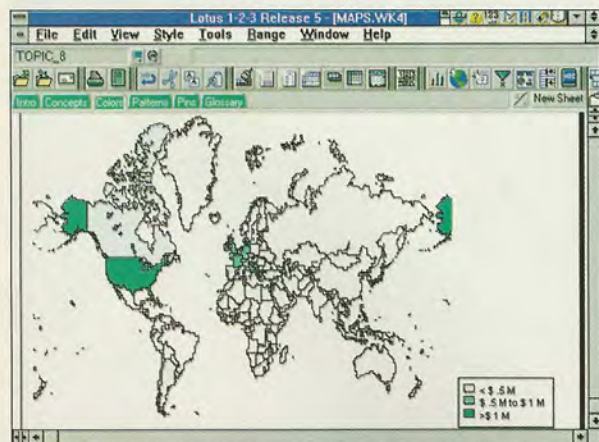 Lotus 1-2-3 Release 5 - [MAPS.WK4]
File Edit View Style Tools Range Window Help
TOPIC_8
Intro Concepts Colors Patterns Pins Glossary New Sheet
< $ .5 M
$ .5 M to $ 1 M
>$ 1 M